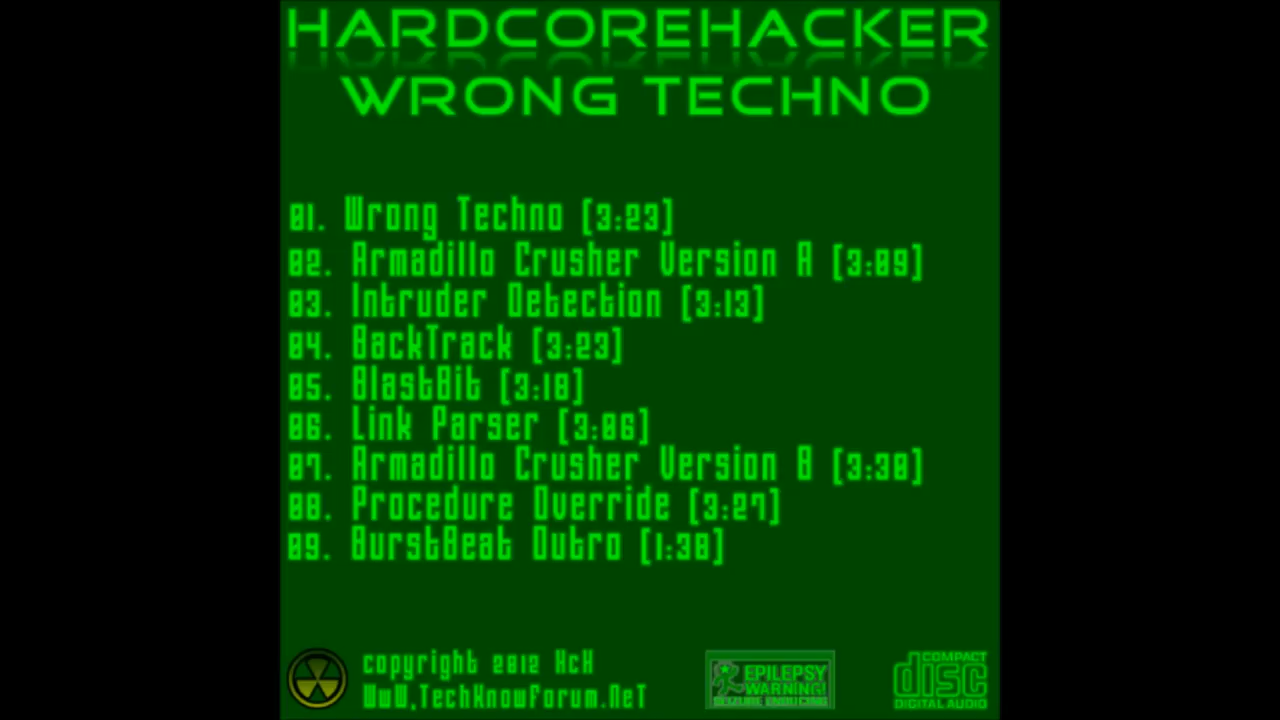 HARDCOREHACKER
WRONG TECHNO
01. Wrong Techno [3:23]
02. Armadillo Crusher Version A [3:09]
03. Intruder Detection [3:13]
04. BackTrack [3:23]
05. BlastBit [3:18]
06. Link Parser [3:06]
07. Armadillo Crusher Version B [3:30]
08. Procedure Override [3:27]
09. BurstBeat Outro [1:38]
copyright 2012 HcH
WwW.TechKnowForum.NeT
EPILEPSY
WARNING!
SEIZURE INDUCING
COMPACT
disc
DIGITAL AUDIO